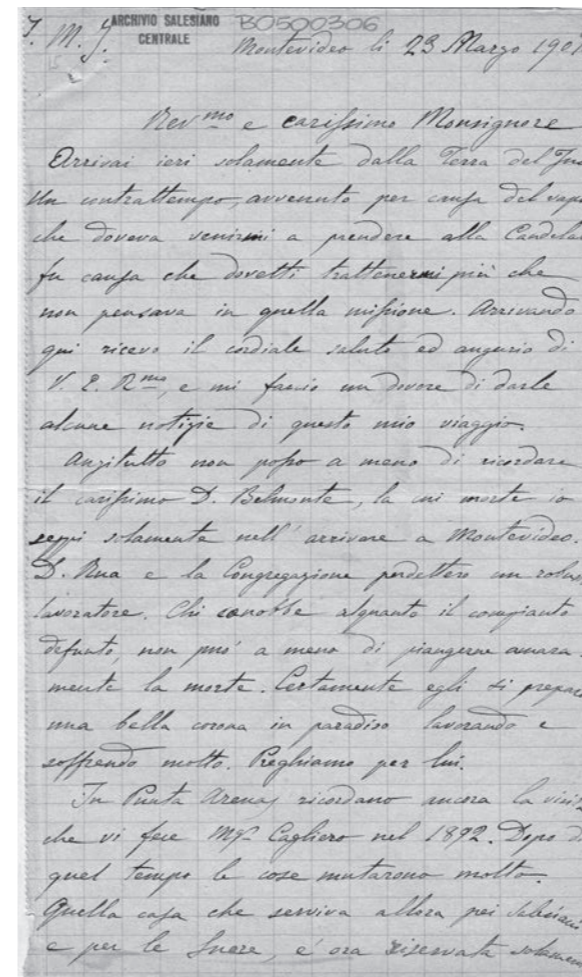 J. M. J.
ARCHIVIO SALESIANO
CENTRALE
B0500306
Montevideo li 23 Marzo 190
Rev.mo e carissimo Monsignore
Arrivai ieri solamente dalla Terra del Fuo
Un contrattempo, avvenuto per causa del vapo
che doveva venirmi a prendere alla Candela
fu causa che dovetti trattenermi più che
non pensava in quella missione. Arrivando
qui ricevo il cordiale saluto ed augurio di
V. E. R.ma, e mi faccio un dovere di darle
alcune notizie di questo mio viaggio.
Anzitutto non posso a meno di ricordare
il carissimo D. Belmonte, la cui morte io
seppi solamente nell'arrivare a Montevideo.
D. Rua e la Congregazione perdettero un robus
lavoratore. Chi conobbe alquanto il compianto
defunto, non può a meno di piangerne amara-
mente la morte. Certamente egli si preparò
una bella corona in paradiso lavorando e
soffrendo molto. Preghiamo per lui.
In Punta Arenas ricordano ancora la visita
che vi fece Mgr. Cagliero nel 1892. Dopo di
quel tempo le cose mutarono molto.
Quella casa che serviva allora pei Salesiani
e per le Suore, é ora riservata solamen